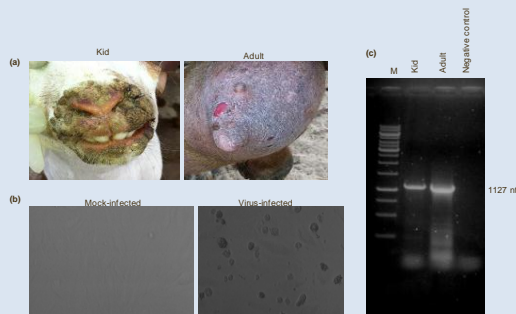 (a)
Kid
Adult
(b)
Mock-infected
Virus-infected
(c)
M
Kid
Adult
Negative control
1127 nt